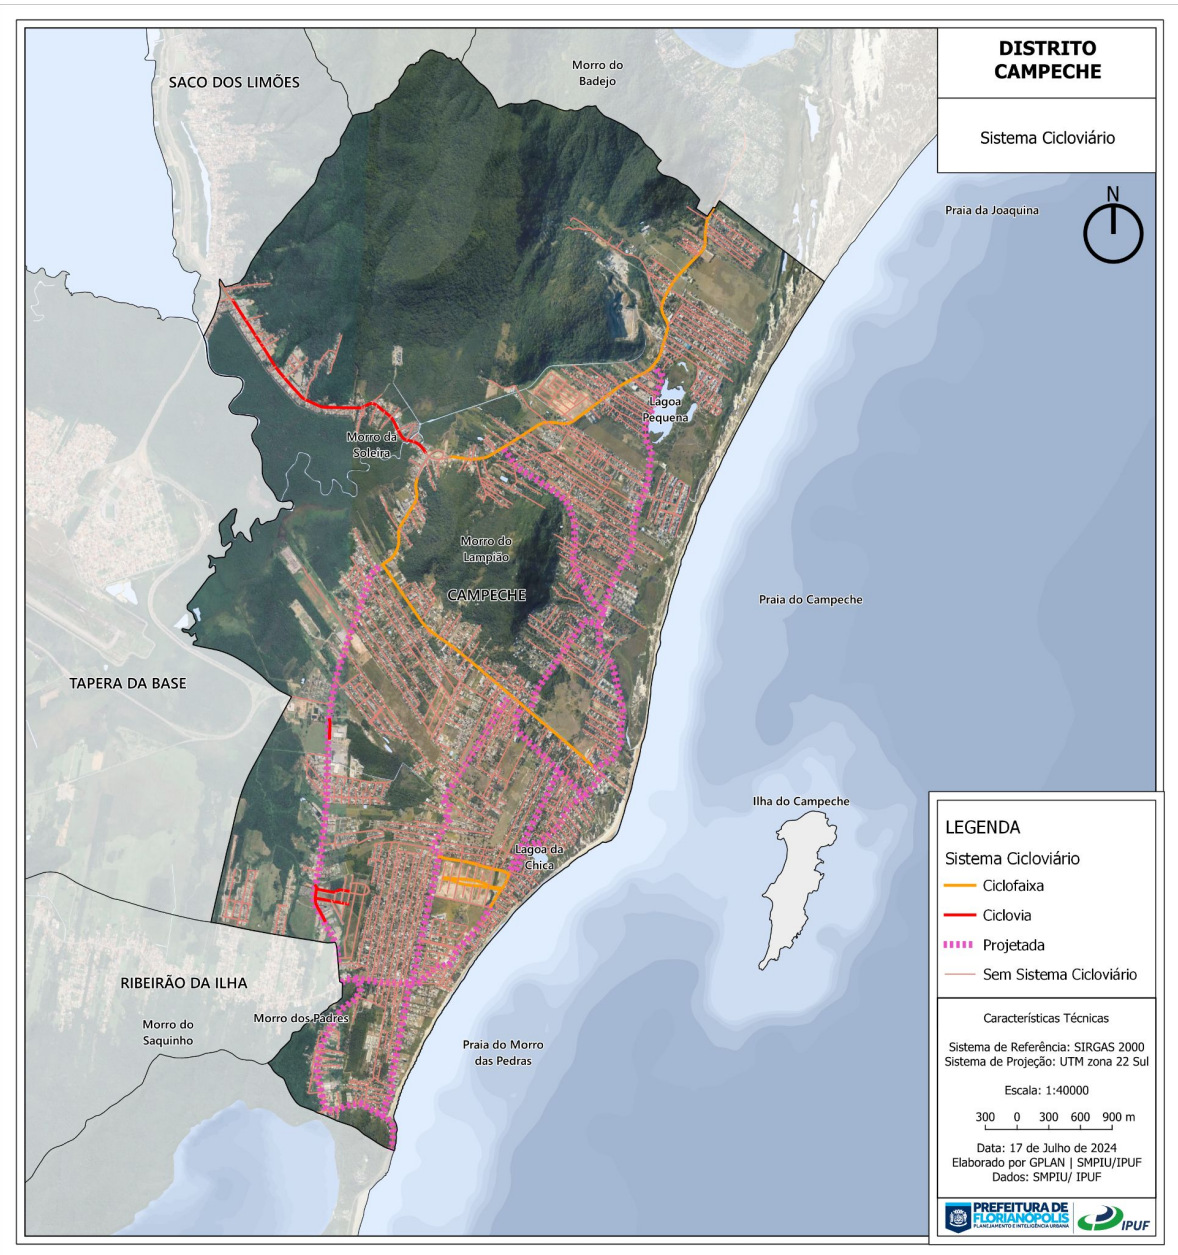 DISTRITO
CAMPECHE
Sistema Cicloviário
N
SACO DOS LIMÕES
Morro do
Badejo
Praia da Joaquina
Lagoa
Pequena
Morro da
Soleira
Morro do
Lampião
CAMPECHE
Praia do Campeche
TAPERA DA BASE
Ilha do Campeche
Lagoa da
Chica
RIBEIRÃO DA ILHA
Morro dos Padres
Morro do
Saquinho
Praia do Morro
das Pedras
LEGENDA
Sistema Cicloviário
Ciclofaixa
Ciclovia
Projetada
Sem Sistema Cicloviário
Características Técnicas
Sistema de Referência: SIRGAS 2000
Sistema de Projeção: UTM zona 22 Sul
Escala: 1:40000
300 0 300 600 900 m
Data: 17 de Julho de 2024
Elaborado por GPLAN | SMPIU/IPUF
Dados: SMPIU/ IPUF
PREFEITURA DE
FLORIANÓPOLIS
PLANEJAMENTO E INTELIGÊNCIA URBANA
IPUF